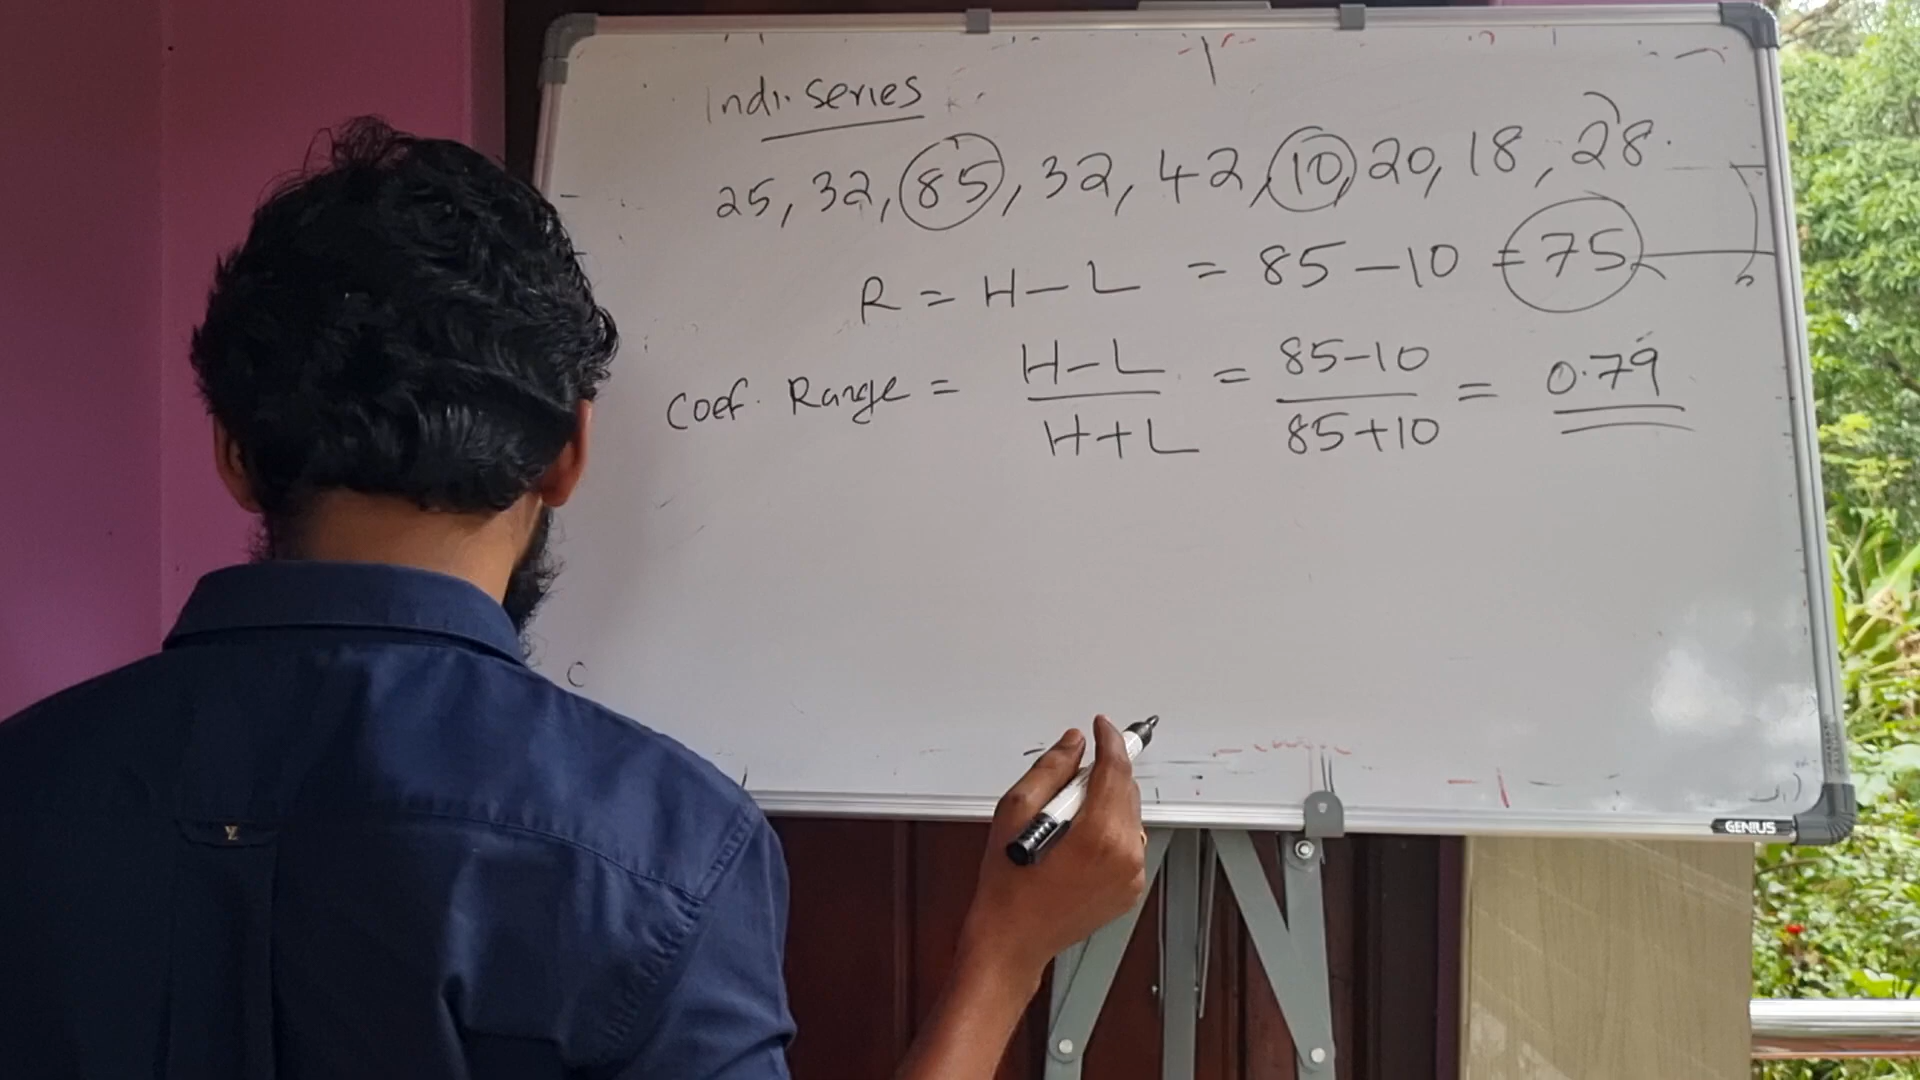 Indi. Series
25, 32, 85, 32, 42, 10, 20, 18, 28.
R = H - L = 85 - 10 = 75
Coef. Range = H-L / H+L = 85-10 / 85+10 = 0.79
C
GENIUS